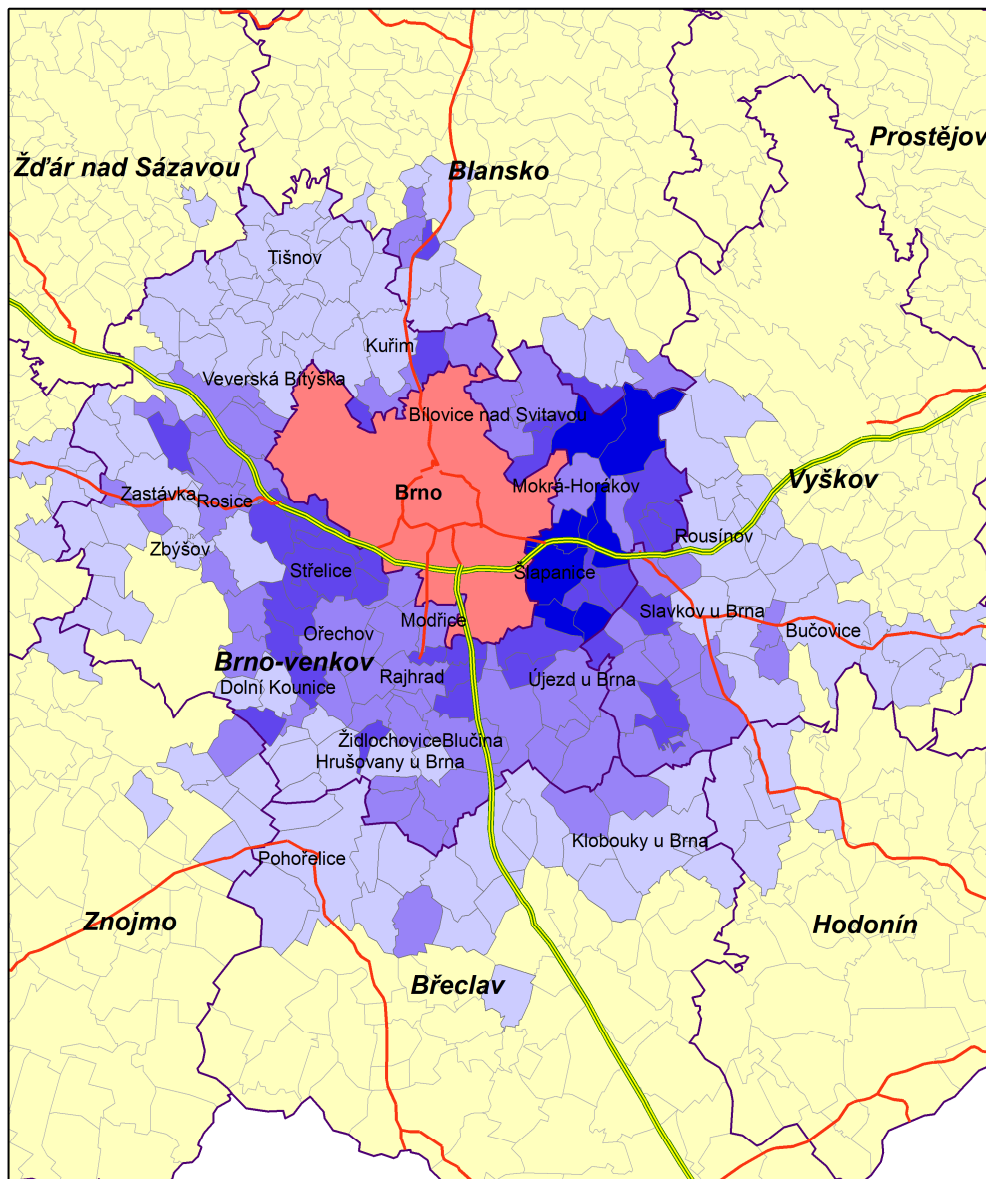 Prostějov
Žďár nad Sázavou
Blansko
Tišnov
Kuřim
Veverská Bítýška
Bílovice nad Svitavou
Vyškov
Mokrá-Horákov
Brno
Zastávka
Rosice
Rousínov
Zbýšov
Střelice
Šlapanice
Slavkov u Brna
Modřice
Bučovice
Ořechov
Brno-venkov
Rajhrad
Újezd u Brna
Dolní Kounice
Židlochovice
Blučina
Hrušovany u Brna
Klobouky u Brna
Pohořelice
Znojmo
Hodonín
Břeclav